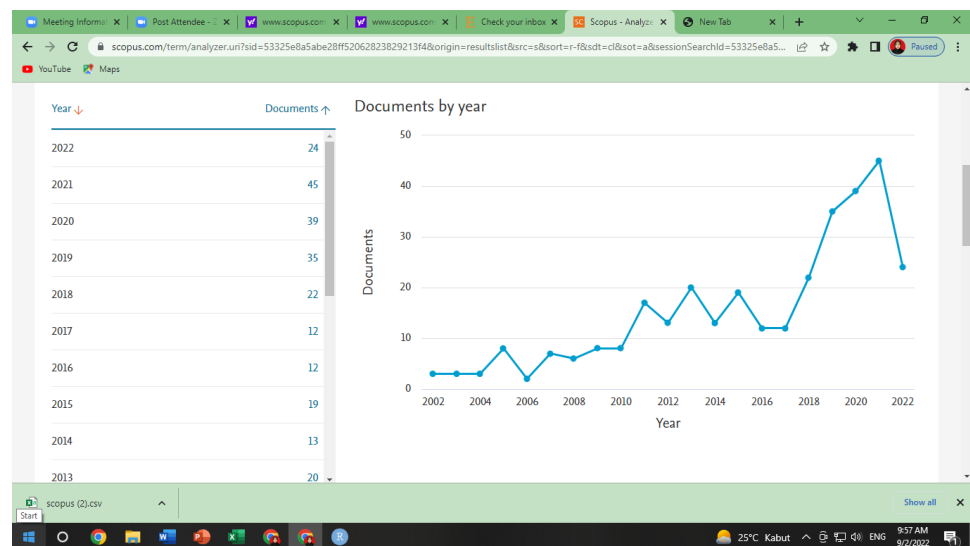 Meeting Informa
Post Attendee - Z
www.scopus.com
www.scopus.com
Check your inbox
SC Scopus - Analyze
New Tab
scopus.com/term/analyzer.uri?sid=53325e8a5abe28ff52062823829213f4&origin=resultslist&src=s&sort=r-f&sdt=cl&sot=a&sessionSearchId=53325e8a5...
Paused
YouTube Maps
Year Documents
2022 24
2021 45
2020 39
2019 35
2018 22
2017 12
2016 12
2015 19
2014 13
2013 20
Documents by year
50
40
30
20
10
0
Documents
2002 2004 2006 2008 2010 2012 2014 2016 2018 2020 2022
Year
scopus (2).csv
Show all
Start
25°C Kabut
ENG
9:57 AM
9/2/2022